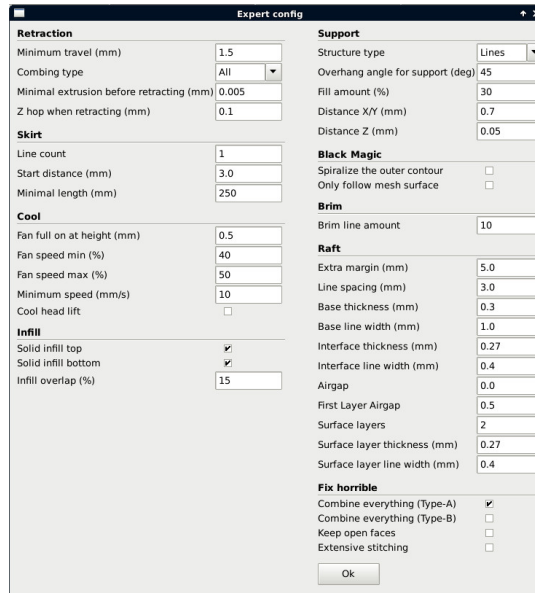 Expert config
Retraction
Minimum travel (mm) 1.5
Combing type All
Minimal extrusion before retracting (mm) 0.005
Z hop when retracting (mm) 0.1
Skirt
Line count 1
Start distance (mm) 3.0
Minimal length (mm) 250
Cool
Fan full on at height (mm) 0.5
Fan speed min (%) 40
Fan speed max (%) 50
Minimum speed (mm/s) 10
Cool head lift
Infill
Solid infill top
Solid infill bottom
Infill overlap (%) 15
Support
Structure type Lines
Overhang angle for support (deg) 45
Fill amount (%) 30
Distance X/Y (mm) 0.7
Distance Z (mm) 0.05
Black Magic
Spiralize the outer contour
Only follow mesh surface
Brim
Brim line amount 10
Raft
Extra margin (mm) 5.0
Line spacing (mm) 3.0
Base thickness (mm) 0.3
Base line width (mm) 1.0
Interface thickness (mm) 0.27
Interface line width (mm) 0.4
Airgap 0.0
First Layer Airgap 0.5
Surface layers 2
Surface layer thickness (mm) 0.27
Surface layer line width (mm) 0.4
Fix horrible
Combine everything (Type-A)
Combine everything (Type-B)
Keep open faces
Extensive stitching
Ok